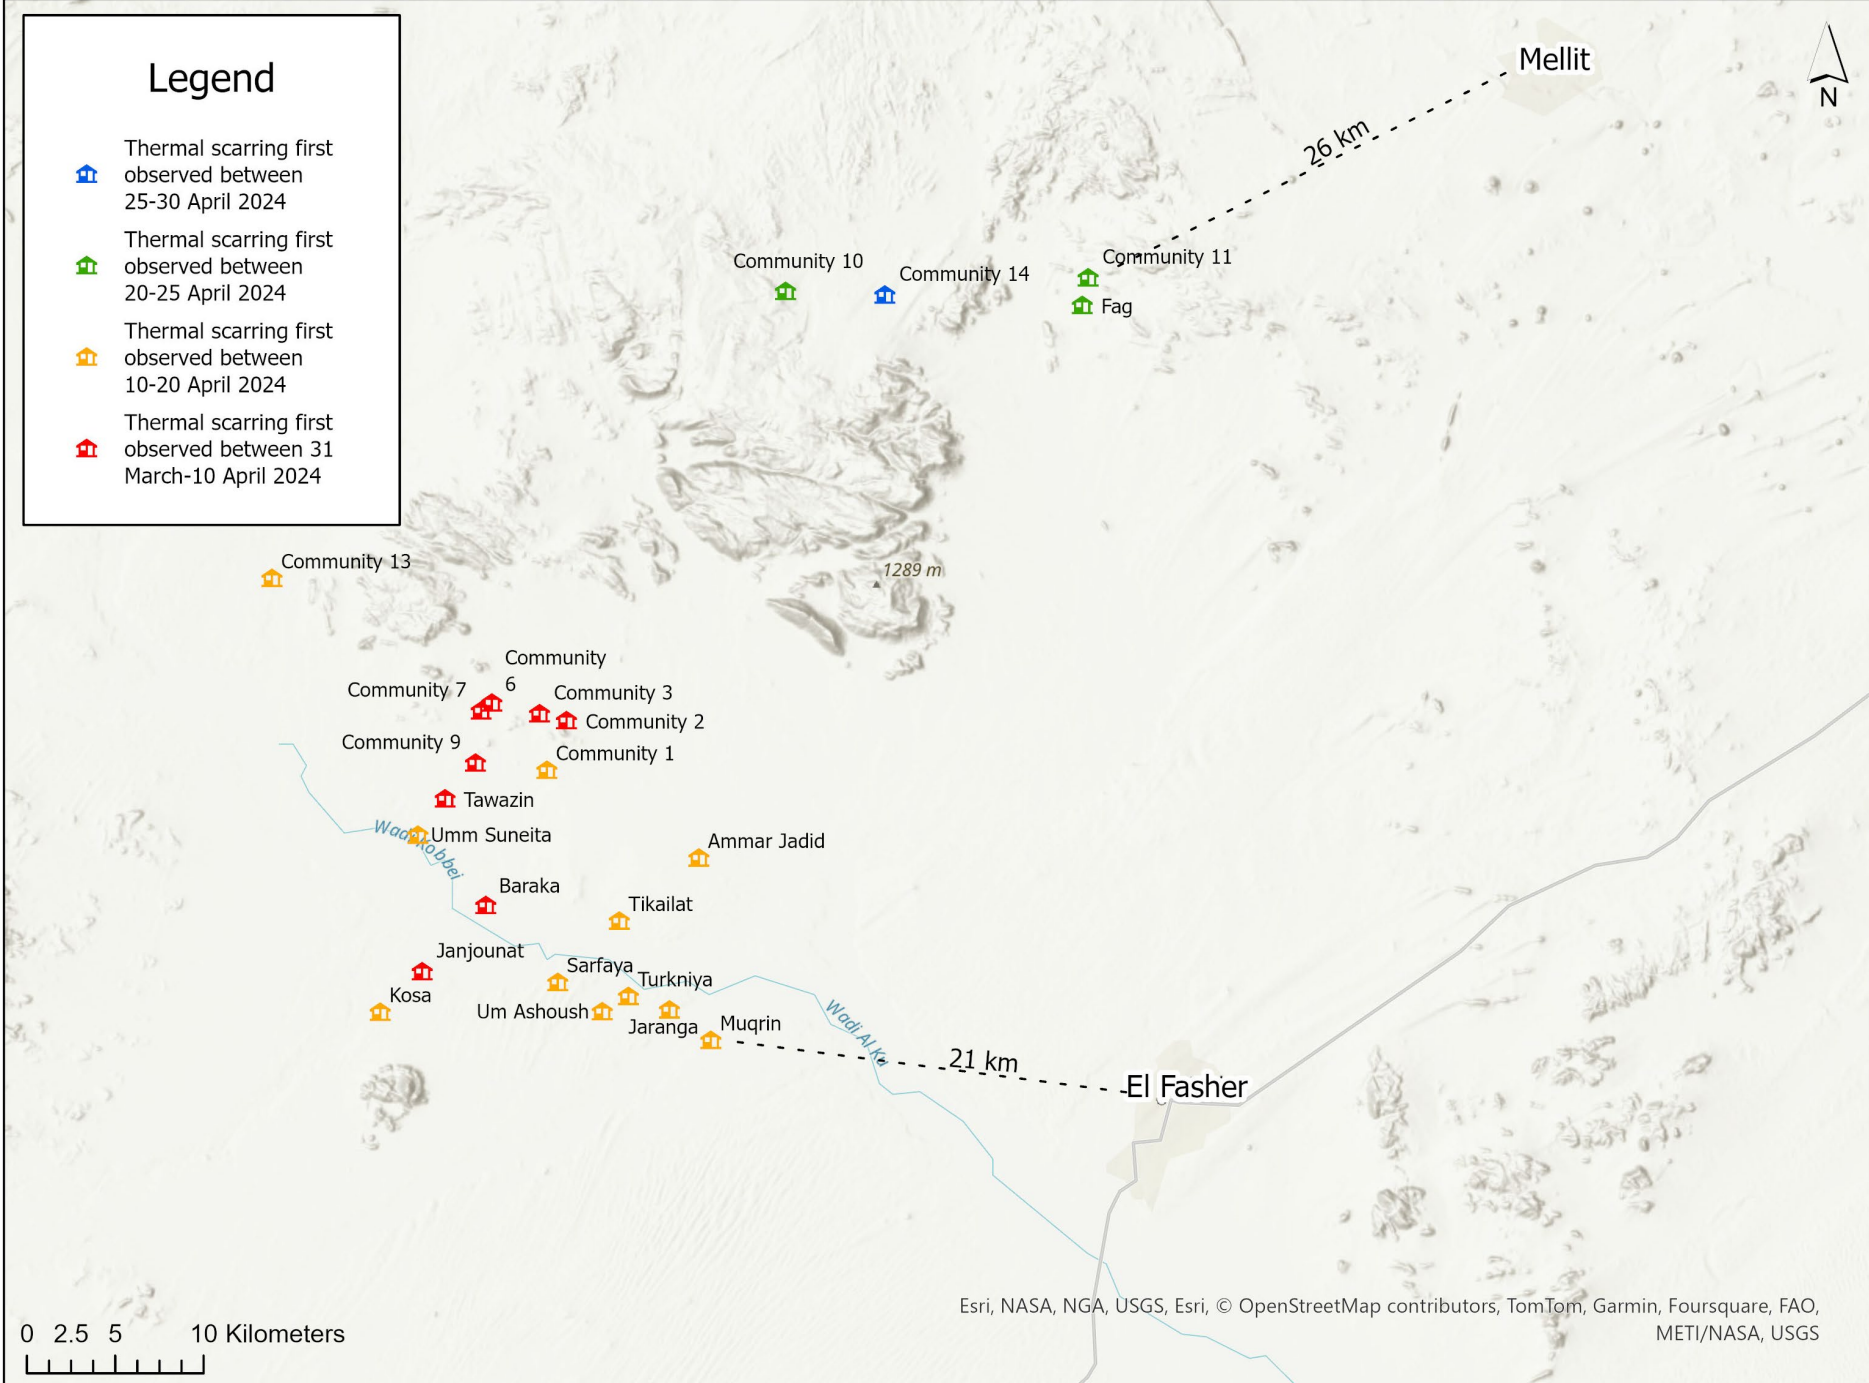 Legend
Thermal scarring first
observed between
25-30 April 2024
Thermal scarring first
observed between
20-25 April 2024
Thermal scarring first
observed between
10-20 April 2024
Thermal scarring first
observed between 31
March-10 April 2024
Mellit
N
26 km
Community 10
Community 14
Community 11
Fag
Community 13
1289 m
Community
6
Community 7
Community 3
Community 2
Community 9
Community 1
Tawazin
Wadi Kobbei
Umm Suneita
Ammar Jadid
Baraka
Tikailat
Janjounat
Sarfaya
Turkniya
Kosa
Um Ashoush
Jaranga
Muqrin
Wadi Al Ku
21 km
El Fasher
Esri, NASA, NGA, USGS, Esri, © OpenStreetMap contributors, TomTom, Garmin, Foursquare, FAO,
METI/NASA, USGS
0 2.5 5 10 Kilometers